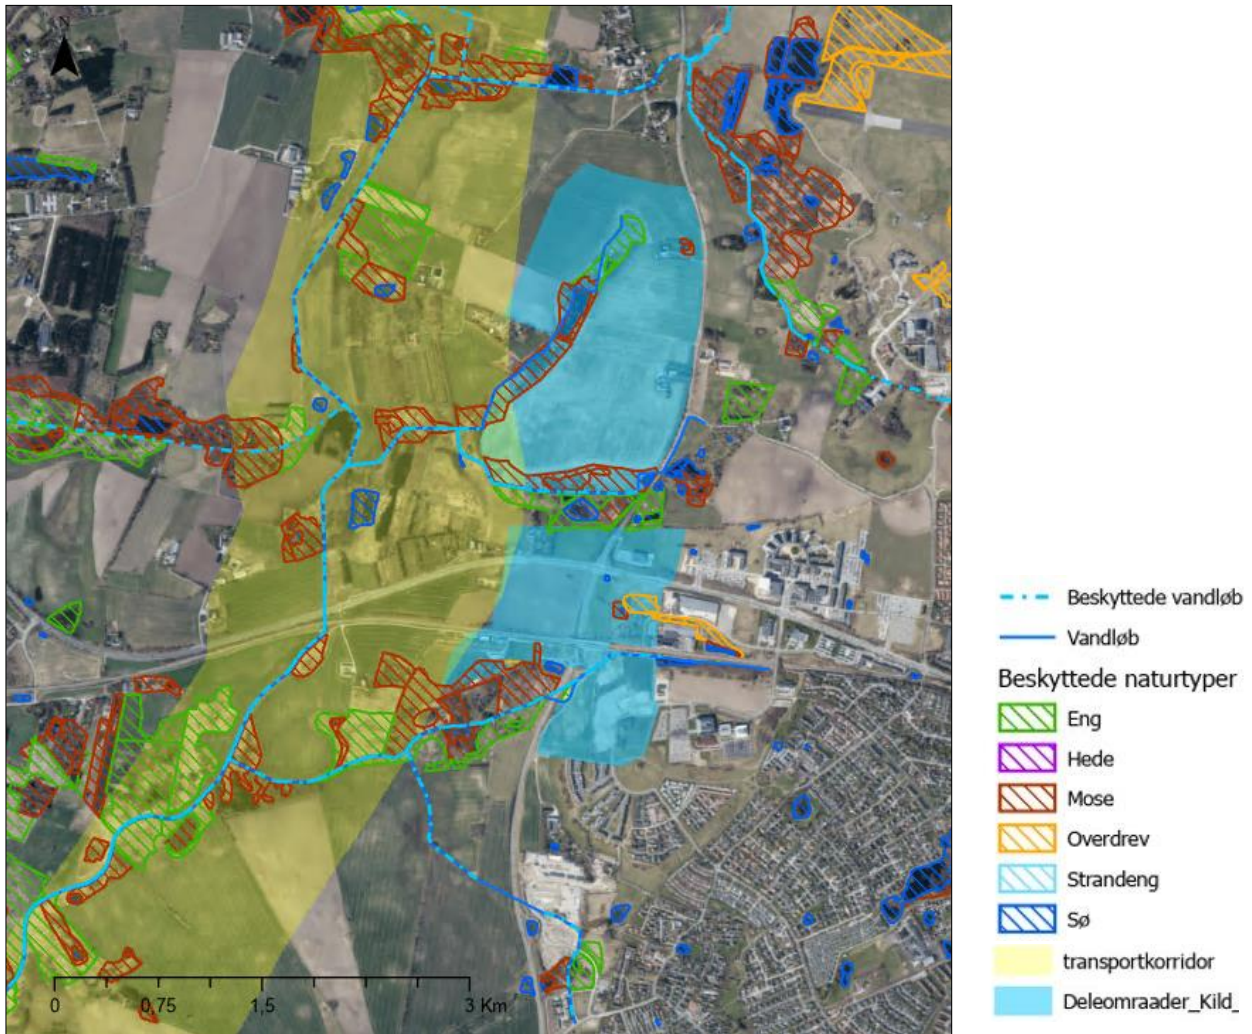 N
0
0,75
1,5
3 Km
Beskyttede vandløb
Vandløb
Beskyttede naturtyper
Eng
Hede
Mose
Overdrev
Strandeng
Sø
transportkorridor
Deleomraader_Kild_